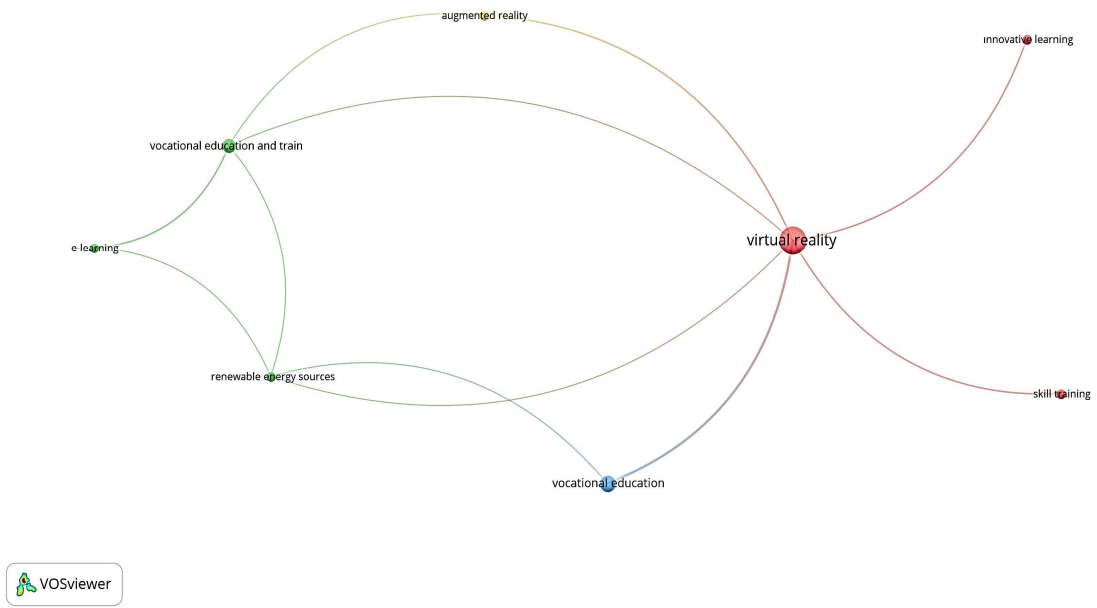 augmented reality
innovative learning
vocational education and train
virtual reality
e-learning
renewable energy sources
skill training
vocational education
VOSviewer